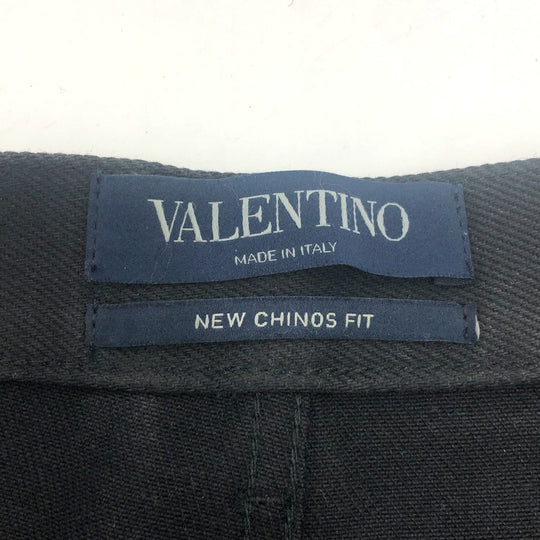 VALENTINO
MADE IN ITALY
NEW CHINOS FIT